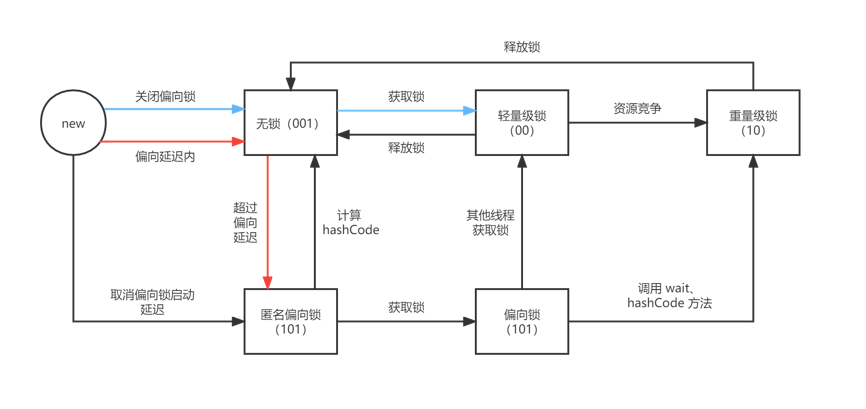 释放锁
关闭偏向锁
获取锁
资源竞争
new
无锁（001）
轻量级锁
（00）
重量级锁
（10）
偏向延迟内
释放锁
超过
偏向
延迟
计算
hashCode
其他线程
获取锁
取消偏向锁启动
延迟
匿名偏向锁
（101）
获取锁
偏向锁
（101）
调用 wait、
hashCode 方法